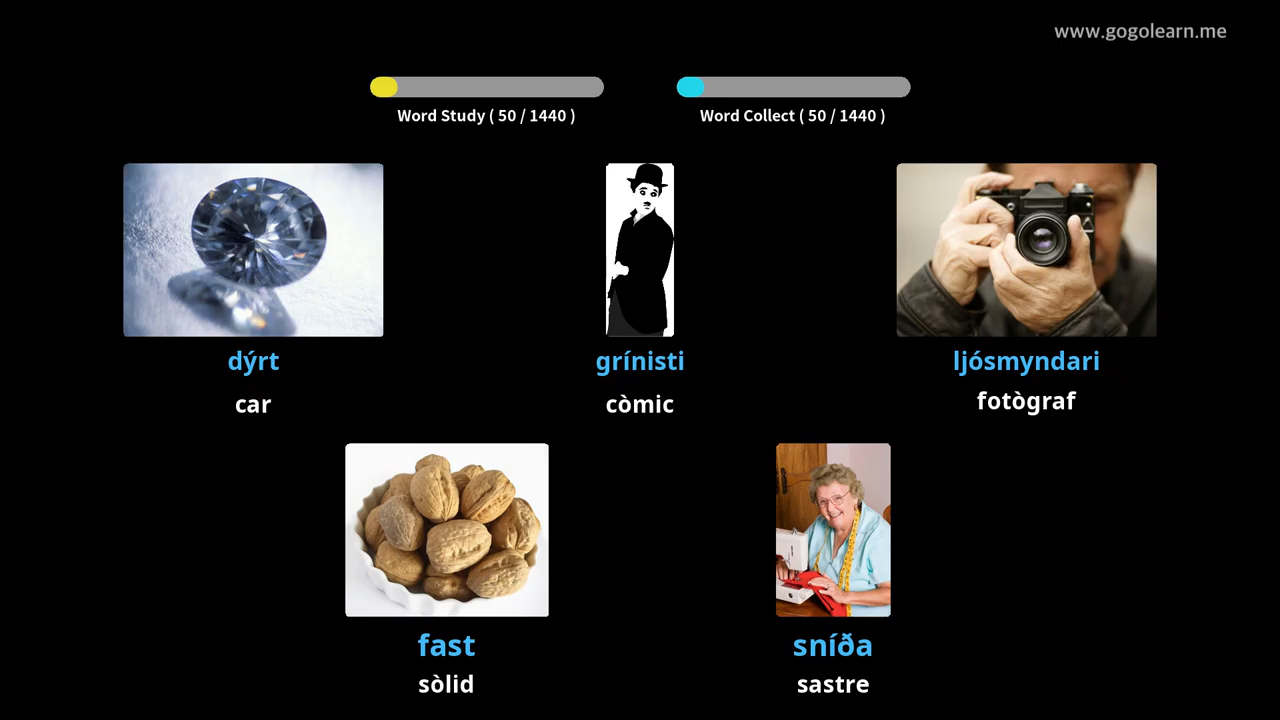 www.gogolearn.me
Word Study ( 50 / 1440 )
Word Collect ( 50 / 1440 )
dýrt
car
grínisti
còmic
ljósmyndari
fotògraf
fast
sòlid
sníða
sastre